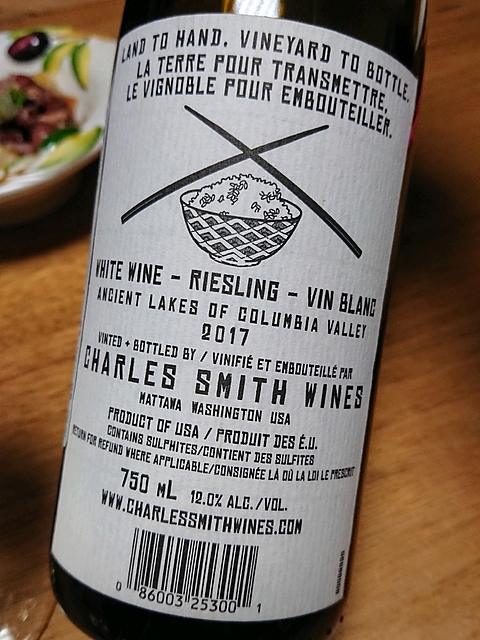 LAND TO HAND, VINEYARD TO BOTTLE.
LA TERRE POUR TRANSMETTRE,
LE VIGNOBLE POUR EMBOUTEILLER.
WHITE WINE - RIESLING - VIN BLANC
ANCIENT LAKES OF COLUMBIA VALLEY
2017
VINTED + BOTTLED BY / VINIFIÉ ET EMBOUTEILLÉ PAR
CHARLES SMITH WINES
MATTAWA WASHINGTON USA
PRODUCT OF USA / PRODUIT DES É.U.
CONTAINS SULPHITES/CONTIENT DES SULFITES
RETURN FOR REFUND WHERE APPLICABLE/CONSIGNÉE LÀ OÙ LA LOI LE PRESCRIT
750 mL 12.0% ALC./VOL.
WWW.CHARLESSMITHWINES.COM
0 86003 25300 1